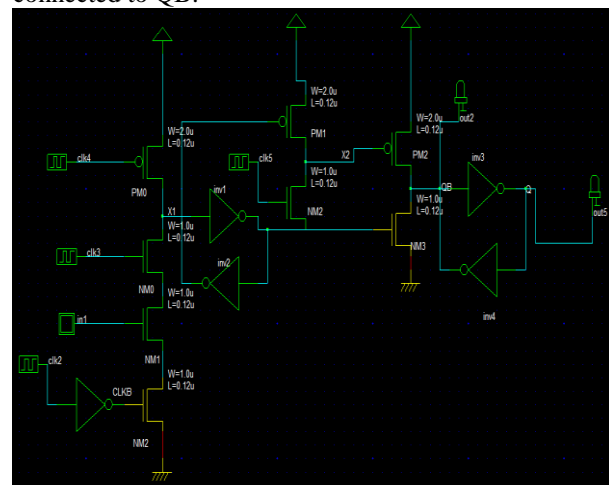 connected to QB.
W=2.0u
L=0.12u
PM1
W=2.0u
L=0.12u
out2
W=2.0u
L=0.12u
clk4
PM0
clk5
X2
PM2
inv3
W=1.0u
L=0.12u
QB
Q
W=1.0u
L=0.12u
out5
X1
inv1
NM2
W=1.0u
L=0.12u
NM3
clk3
inv2
NM0
W=1.0u
L=0.12u
in1
inv4
NM1
clk2
W=1.0u
L=0.12u
CLKB
NM2